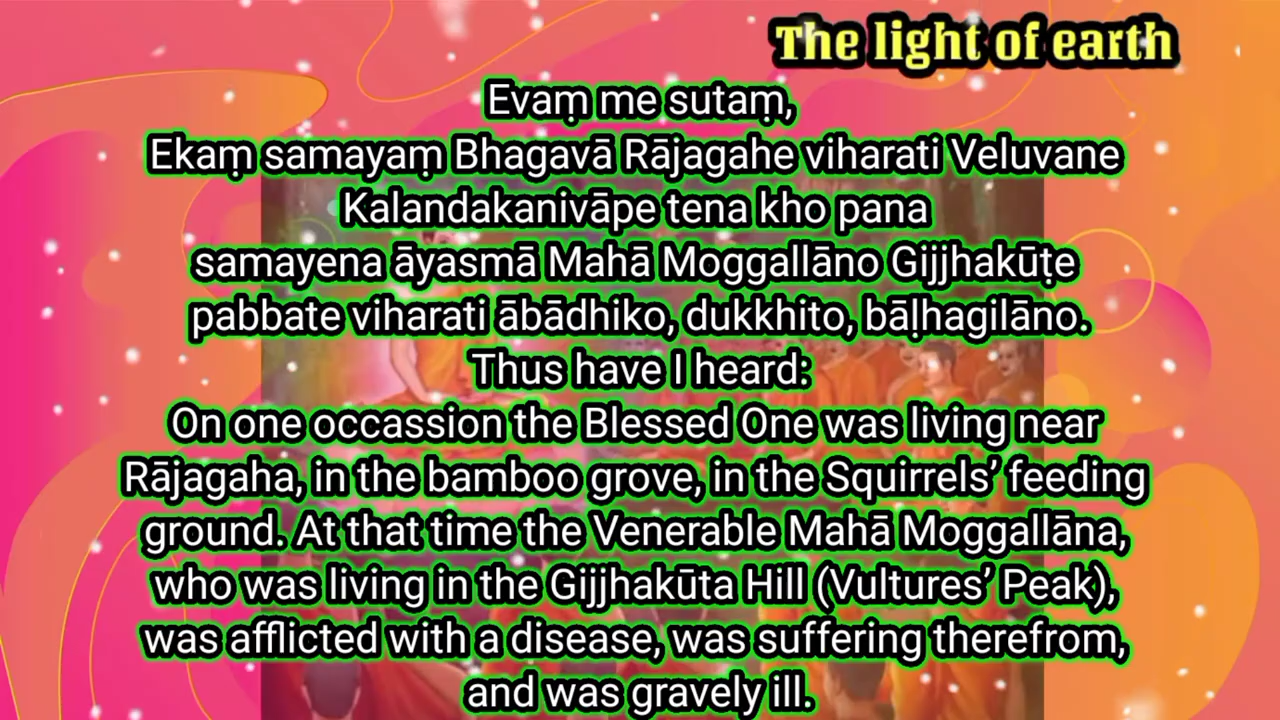 The light of earth
Evaṃ me sutaṃ,
Ekaṃ samayaṃ Bhagavā Rājagahe viharati Veluvane
Kalandakanivāpe tena kho pana
samayena āyasmā Mahā Moggallāno Gijjhakūṭe
pabbate viharati ābādhiko, dukkhito, bāḷhagilāno.
Thus have I heard:
On one occassion the Blessed One was living near
Rājagaha, in the bamboo grove, in the Squirrels’ feeding
ground. At that time the Venerable Mahā Moggallāna,
who was living in the Gijjhakūta Hill (Vultures’ Peak),
was afflicted with a disease, was suffering therefrom,
and was gravely ill.